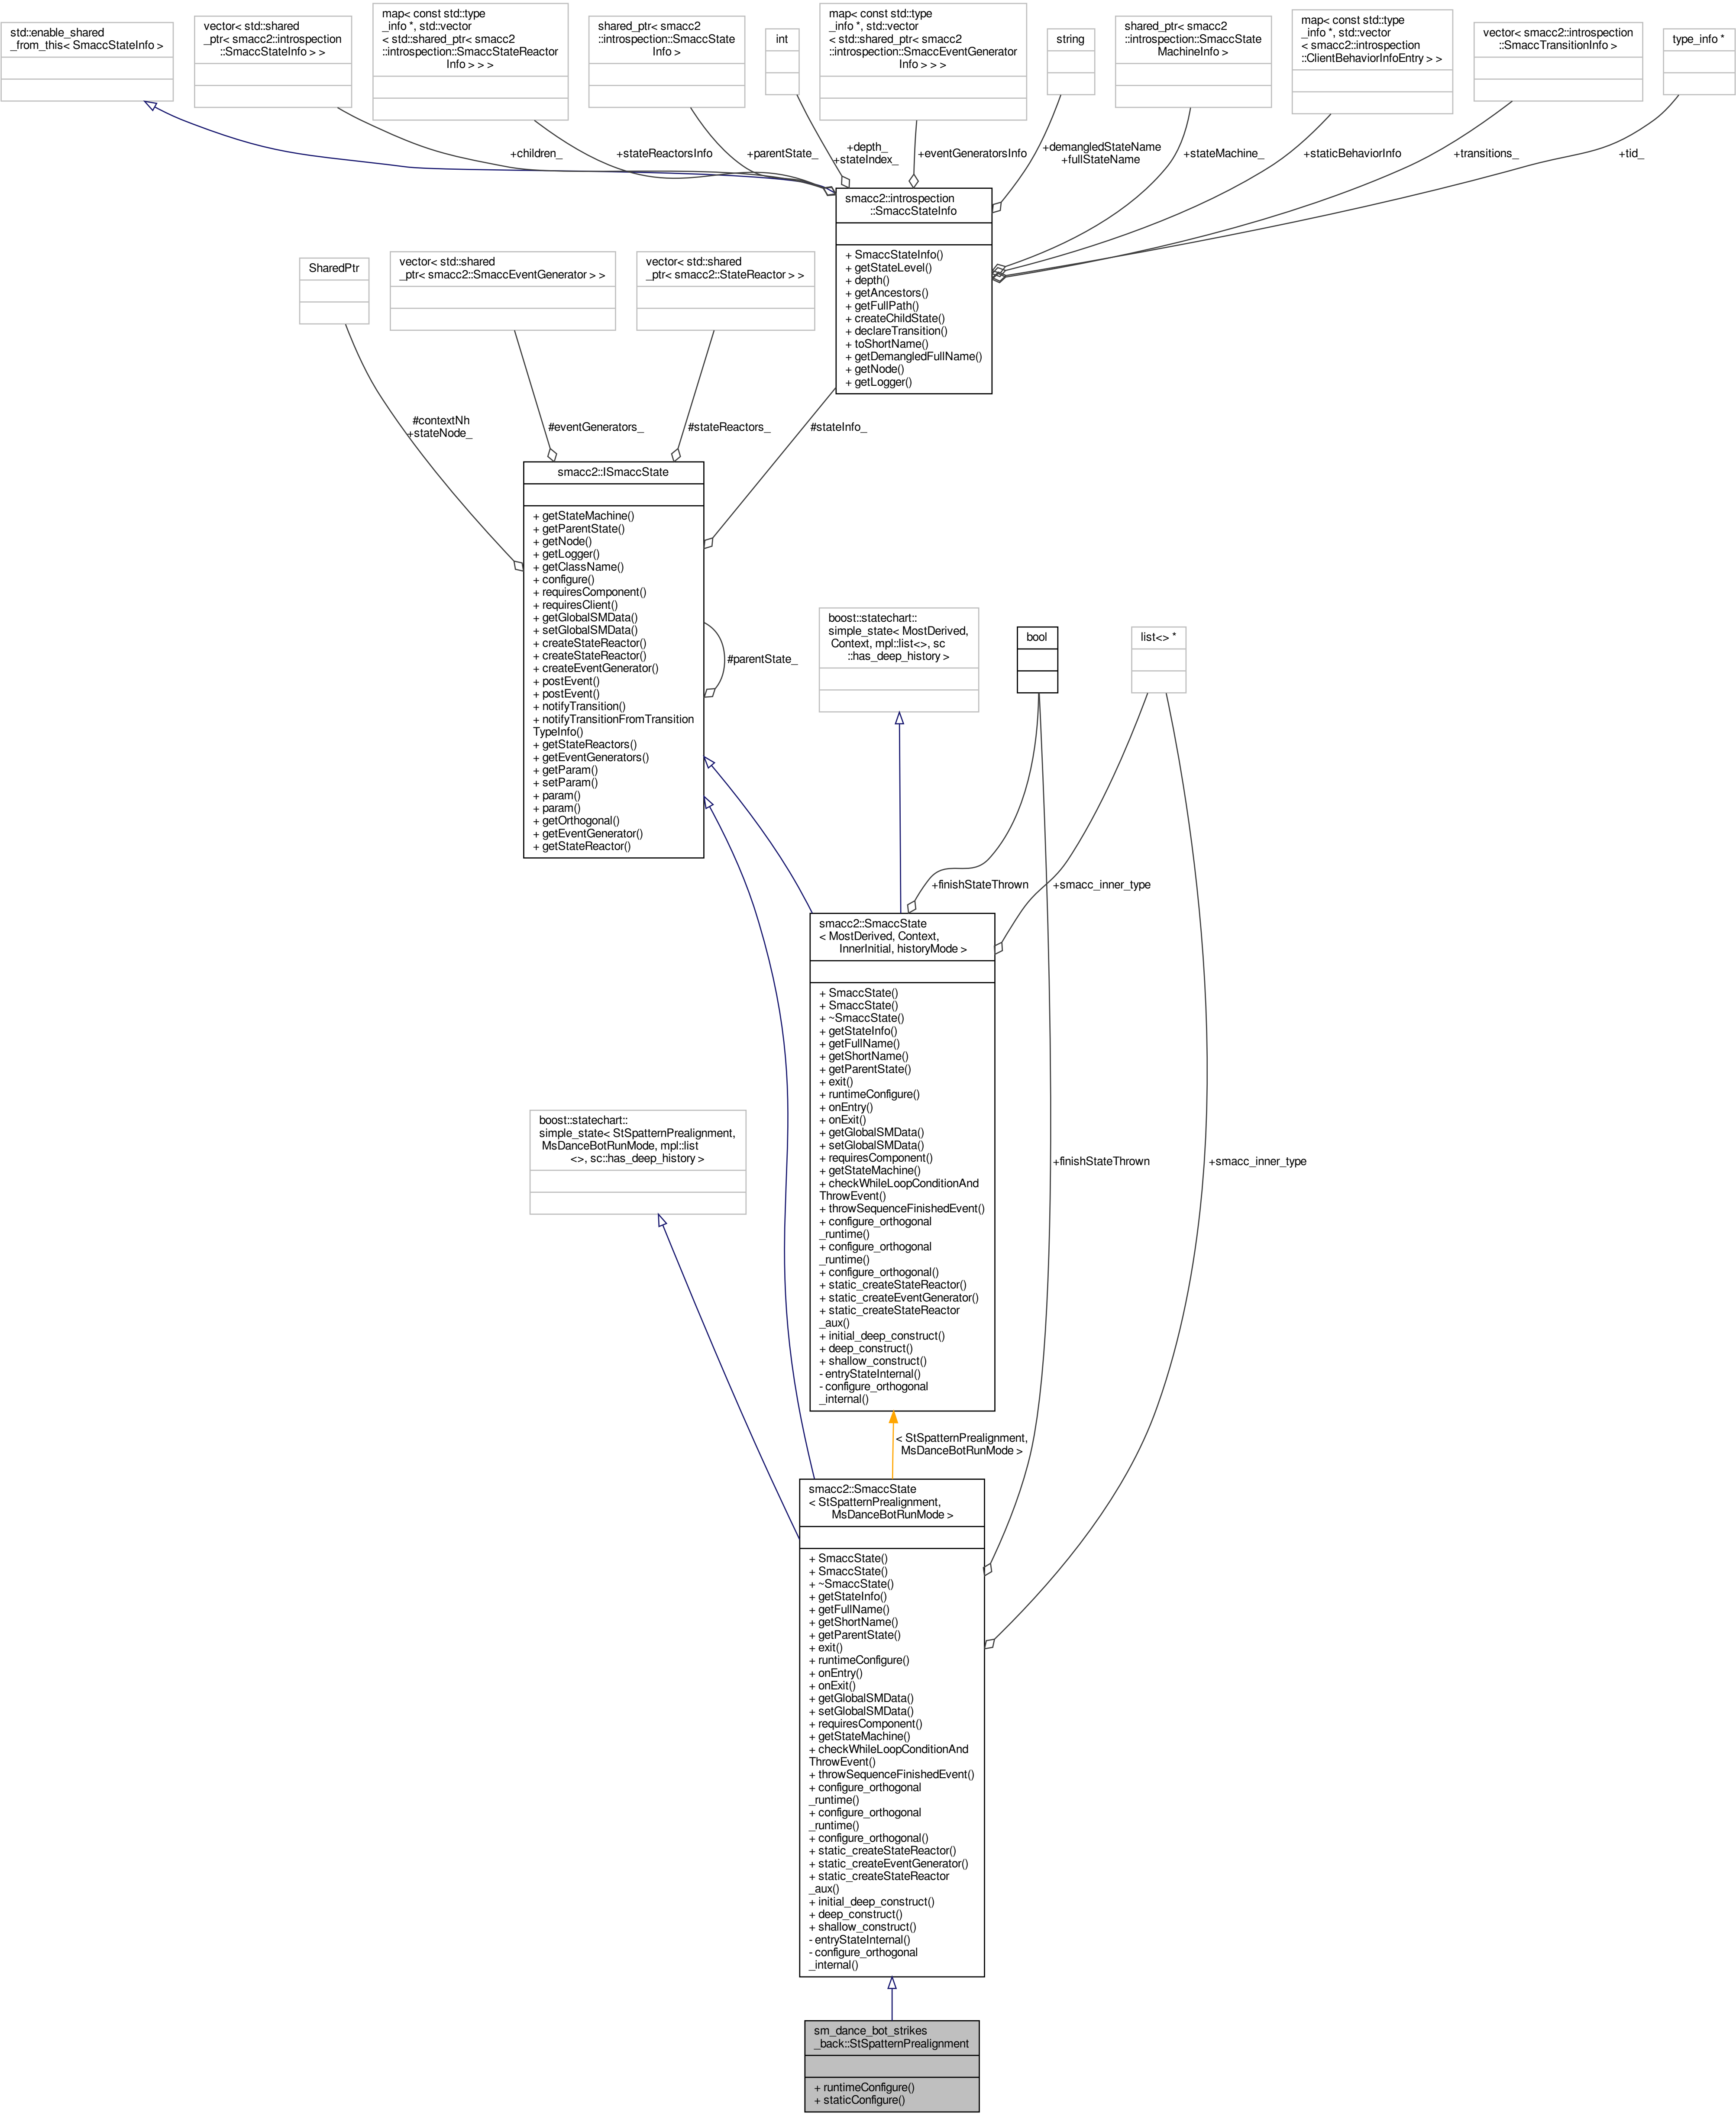 std::enable_shared
_from_this< SmaccStateInfo >
vector< std::shared
_ptr< smacc2::introspection
::SmaccStateInfo > >
map< const std::type
_info *, std::vector
< std::shared_ptr< smacc2
::introspection::SmaccStateReactor
Info > > >
shared_ptr< smacc2
::introspection::SmaccState
Info >
int
map< const std::type
_info *, std::vector
< std::shared_ptr< smacc2
::introspection::SmaccEventGenerator
Info > > >
string
shared_ptr< smacc2
::introspection::SmaccState
MachineInfo >
map< const std::type
_info *, std::vector
< smacc2::introspection
::ClientBehaviorInfoEntry > >
vector< smacc2::introspection
::SmaccTransitionInfo >
type_info *
+children_
+stateReactorsInfo
+parentState_
+depth_
+stateIndex_
+eventGeneratorsInfo
+demangledStateName
+fullStateName
+stateMachine_
+staticBehaviorInfo
+transitions_
+tid_
smacc2::introspection
::SmaccStateInfo
+ SmaccStateInfo()
+ getStateLevel()
+ depth()
+ getAncestors()
+ getFullPath()
+ createChildState()
+ declareTransition()
+ toShortName()
+ getDemangledFullName()
+ getNode()
+ getLogger()
SharedPtr
vector< std::shared
_ptr< smacc2::SmaccEventGenerator > >
vector< std::shared
_ptr< smacc2::StateReactor > >
#contextNh
+stateNode_
#eventGenerators_
#stateReactors_
#stateInfo_
smacc2::ISmaccState
+ getStateMachine()
+ getParentState()
+ getNode()
+ getLogger()
+ getClassName()
+ configure()
+ requiresComponent()
+ requiresClient()
+ getGlobalSMData()
+ setGlobalSMData()
+ createStateReactor()
+ createStateReactor()
+ createEventGenerator()
+ postEvent()
+ postEvent()
+ notifyTransition()
+ notifyTransitionFromTransition
TypeInfo()
+ getStateReactors()
+ getEventGenerators()
+ getParam()
+ setParam()
+ param()
+ param()
+ getOrthogonal()
+ getEventGenerator()
+ getStateReactor()
#parentState_
boost::statechart::
simple_state< MostDerived,
Context, mpl::list<>, sc
::has_deep_history >
bool
list<> *
+finishStateThrown
+smacc_inner_type
smacc2::SmaccState
< MostDerived, Context,
InnerInitial, historyMode >
+ SmaccState()
+ SmaccState()
+ ~SmaccState()
+ getStateInfo()
+ getFullName()
+ getShortName()
+ getParentState()
+ exit()
+ runtimeConfigure()
+ onEntry()
+ onExit()
+ getGlobalSMData()
+ setGlobalSMData()
+ requiresComponent()
+ getStateMachine()
+ checkWhileLoopConditionAnd
ThrowEvent()
+ throwSequenceFinishedEvent()
+ configure_orthogonal
_runtime()
+ configure_orthogonal
_runtime()
+ configure_orthogonal()
+ static_createStateReactor()
+ static_createEventGenerator()
+ static_createStateReactor
_aux()
+ initial_deep_construct()
+ deep_construct()
+ shallow_construct()
- entryStateInternal()
- configure_orthogonal
_internal()
boost::statechart::
simple_state< StSpatternPrealignment,
MsDanceBotRunMode, mpl::list
<>, sc::has_deep_history >
+finishStateThrown
+smacc_inner_type
< StSpatternPrealignment,
MsDanceBotRunMode >
smacc2::SmaccState
< StSpatternPrealignment,
MsDanceBotRunMode >
+ SmaccState()
+ SmaccState()
+ ~SmaccState()
+ getStateInfo()
+ getFullName()
+ getShortName()
+ getParentState()
+ exit()
+ runtimeConfigure()
+ onEntry()
+ onExit()
+ getGlobalSMData()
+ setGlobalSMData()
+ requiresComponent()
+ getStateMachine()
+ checkWhileLoopConditionAnd
ThrowEvent()
+ throwSequenceFinishedEvent()
+ configure_orthogonal
_runtime()
+ configure_orthogonal
_runtime()
+ configure_orthogonal()
+ static_createStateReactor()
+ static_createEventGenerator()
+ static_createStateReactor
_aux()
+ initial_deep_construct()
+ deep_construct()
+ shallow_construct()
- entryStateInternal()
- configure_orthogonal
_internal()
sm_dance_bot_strikes
_back::StSpatternPrealignment
+ runtimeConfigure()
+ staticConfigure()